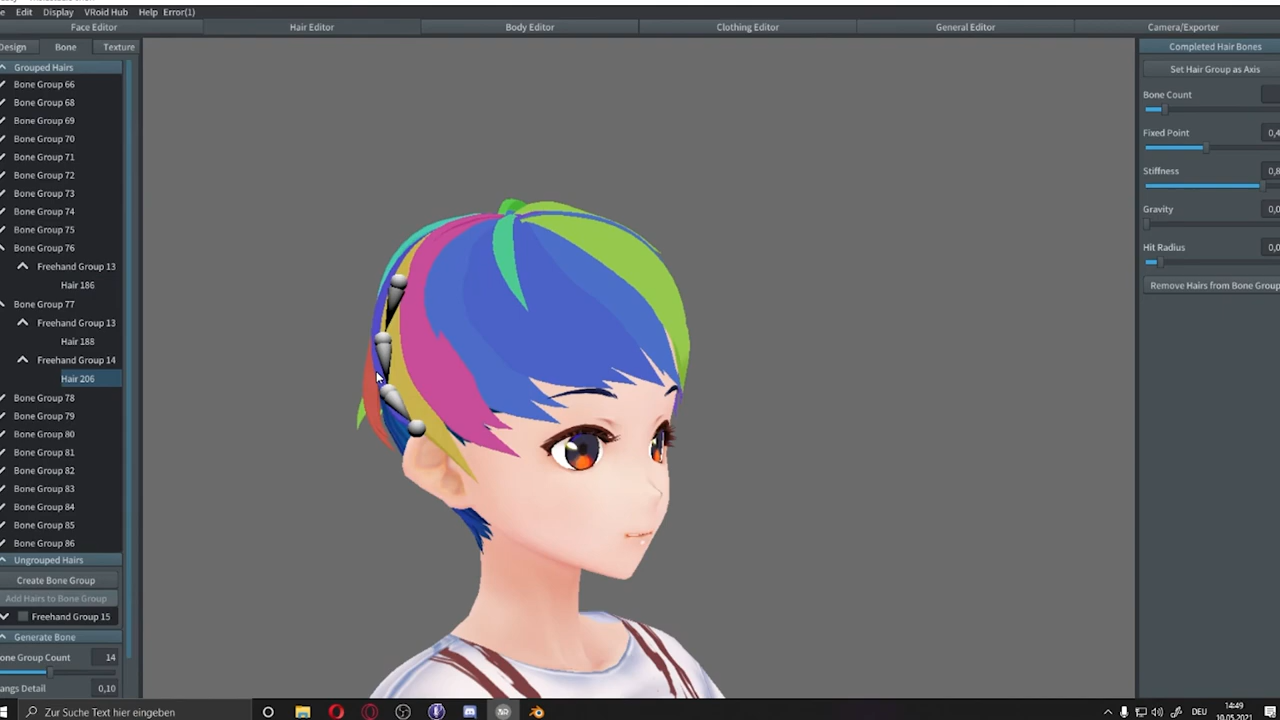 Edit Display VRoid Hub Help Error(1)
Face Editor Hair Editor Body Editor Clothing Editor General Editor Camera/Exporter
Design Bone Texture
Grouped Hairs
Bone Group 66
Bone Group 68
Bone Group 69
Bone Group 70
Bone Group 71
Bone Group 72
Bone Group 73
Bone Group 74
Bone Group 75
Bone Group 76
Freehand Group 13
Hair 186
Bone Group 77
Freehand Group 13
Hair 188
Freehand Group 14
Hair 206
Bone Group 78
Bone Group 79
Bone Group 80
Bone Group 81
Bone Group 82
Bone Group 83
Bone Group 84
Bone Group 85
Bone Group 86
Ungrouped Hairs
Create Bone Group
Add Hairs to Bone Group
Freehand Group 15
Generate Bone
one Group Count 14
angs Detail 0,10
Completed Hair Bones
Set Hair Group as Axis
Bone Count
Fixed Point 0,4
Stiffness 0,8
Gravity 0,0
Hit Radius 0,0
Remove Hairs from Bone Group
Zur Suche Text hier eingeben
DEU
14:49
10.05.2021